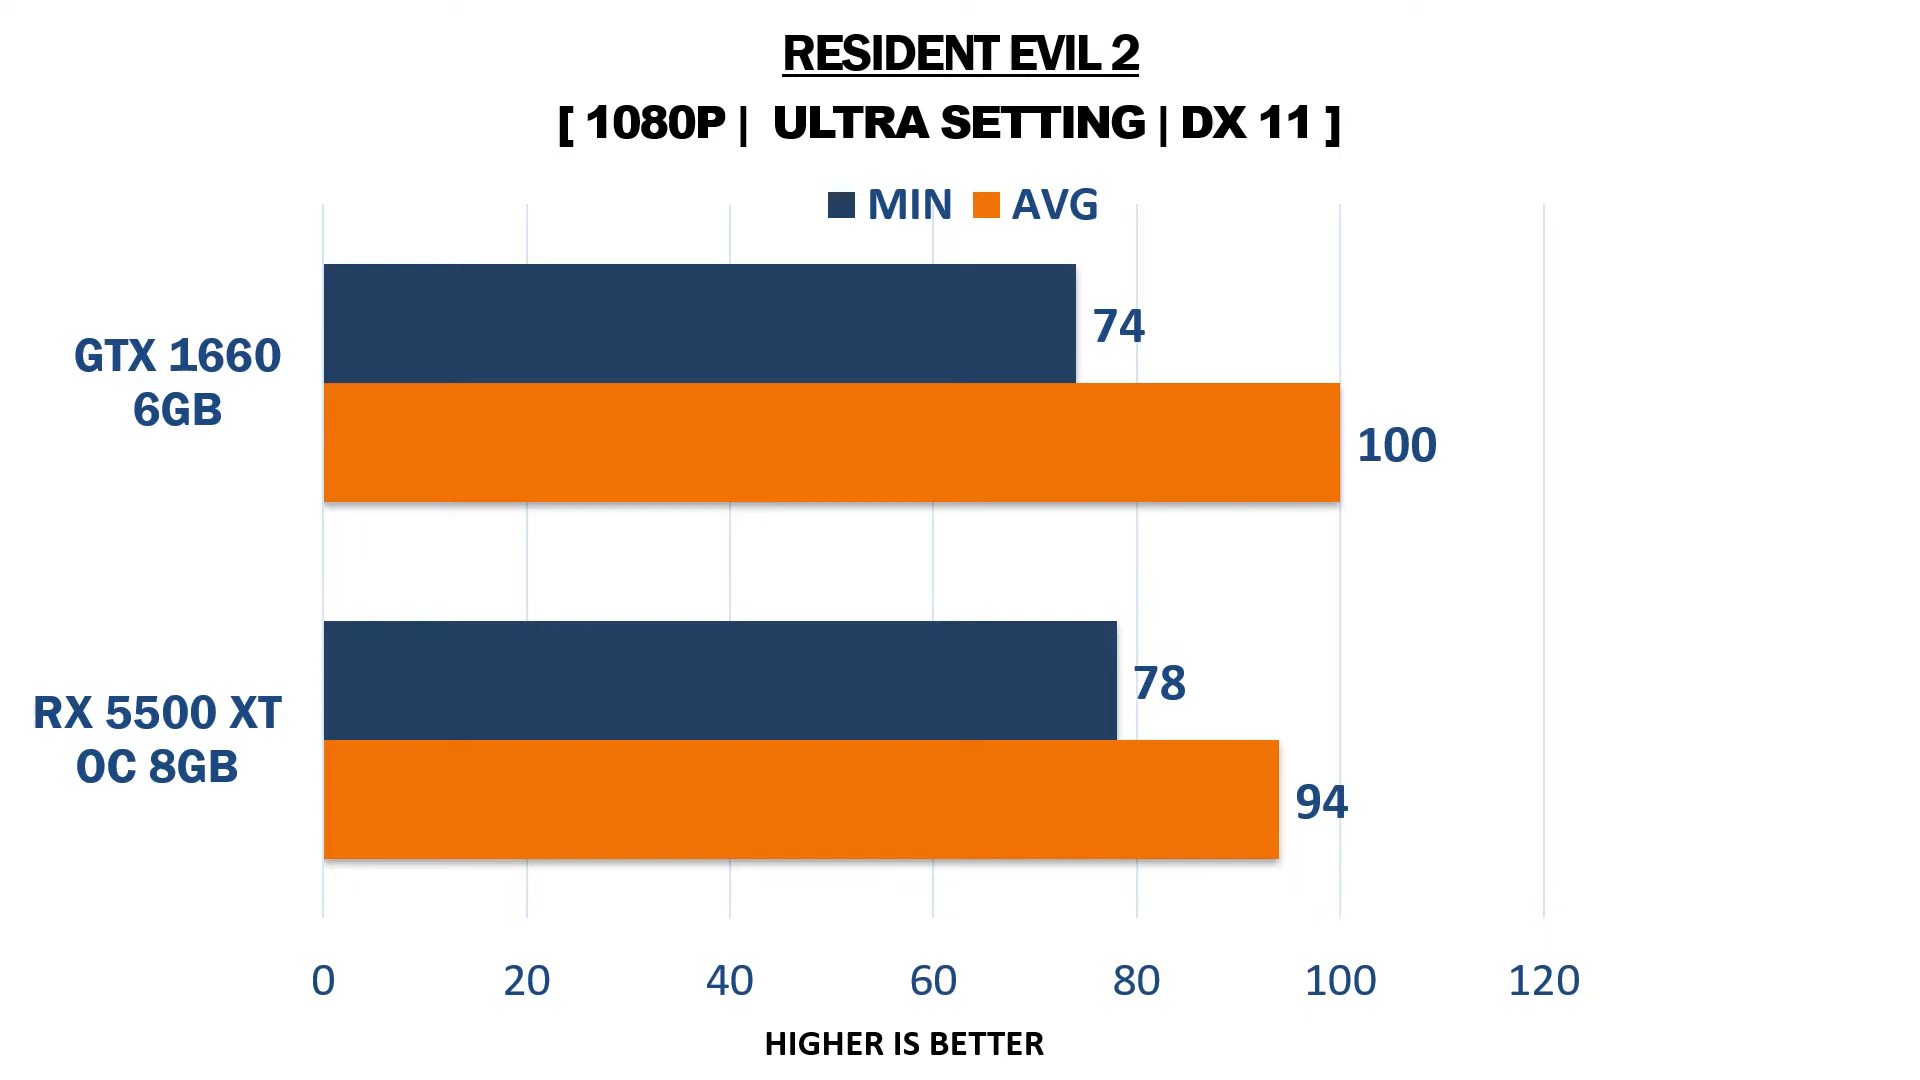 RESIDENT EVIL 2
[ 1080P | ULTRA SETTING | DX 11 ]
MIN AVG
GTX 1660
6GB
74
100
RX 5500 XT
OC 8GB
78
94
0 20 40 60 80 100 120
HIGHER IS BETTER